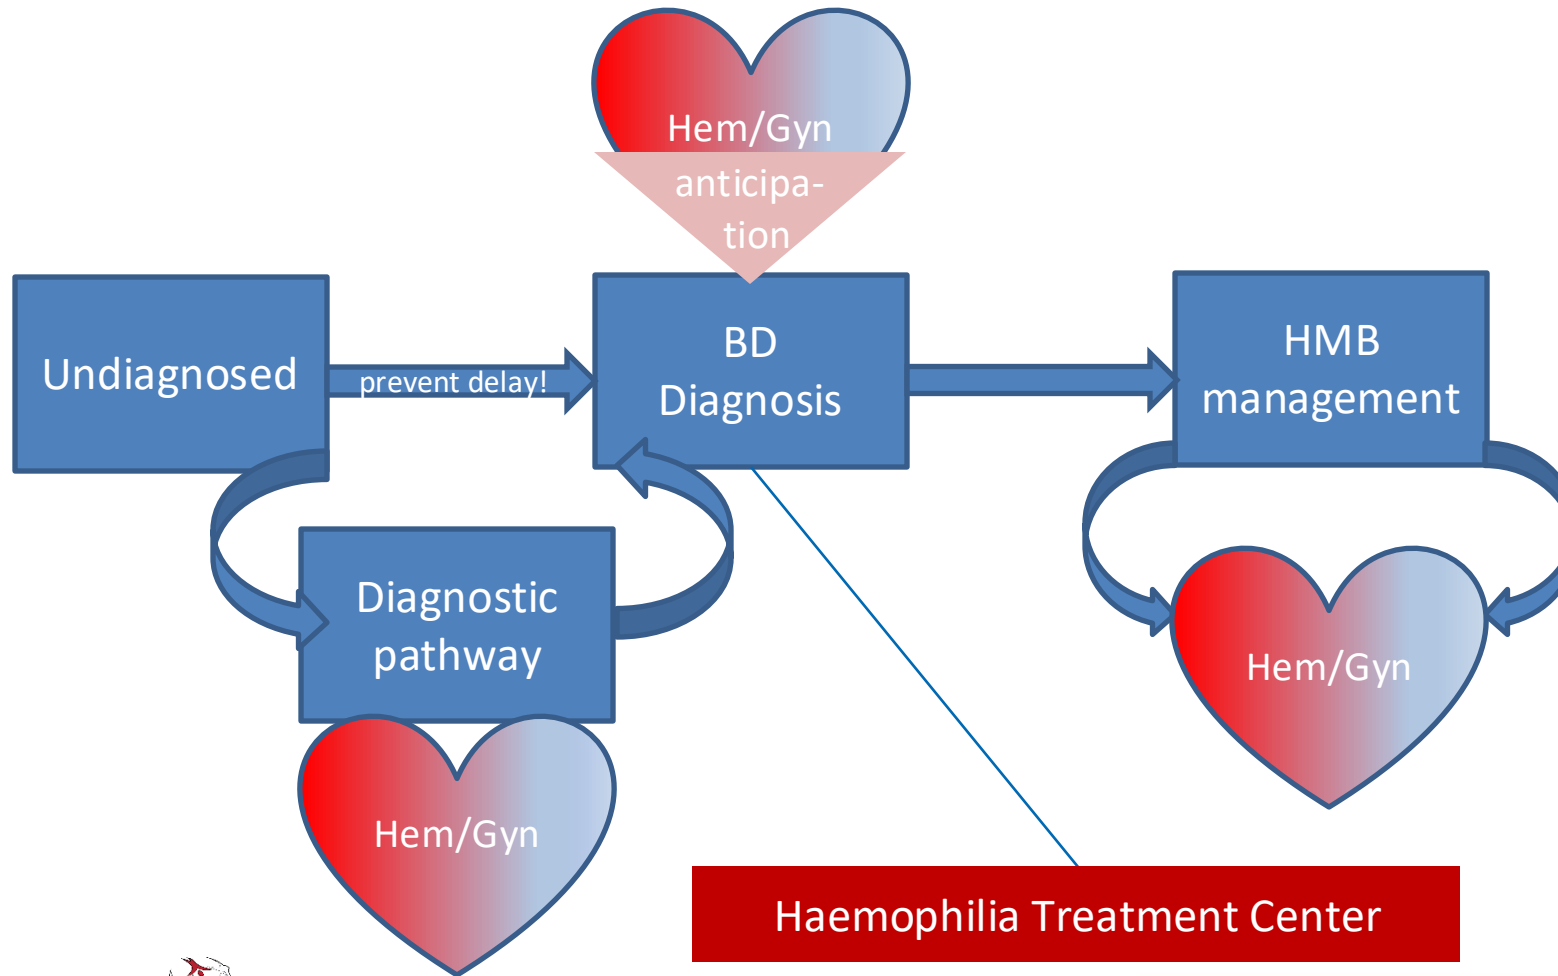 Hem/Gyn
anticipa-
tion
Undiagnosed
prevent delay!
BD
Diagnosis
HMB
management
Diagnostic
pathway
Hem/Gyn
Hem/Gyn
Haemophilia Treatment Center